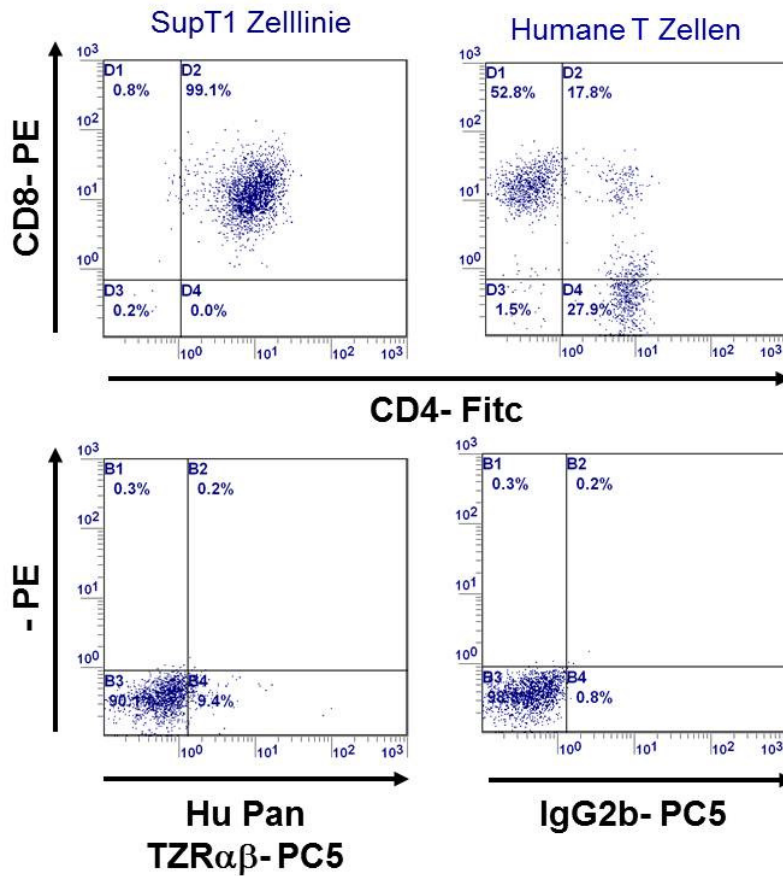 SupT1 Zelllinie
Humane T Zellen
CD8- PE
10³
10²
10¹
10⁰
D1
0.8%
D2
99.1%
D3
0.2%
D4
0.0%
10⁰ 10¹ 10² 10³
10³
10²
10¹
10⁰
D1
52.8%
D2
17.8%
D3
1.5%
D4
27.9%
10⁰ 10¹ 10² 10³
CD4- Fitc
- PE
10³
10²
10¹
10⁰
B1
0.3%
B2
0.2%
B3
90.1%
B4
9.4%
10⁰ 10¹ 10² 10³
10³
10²
10¹
10⁰
B1
0.3%
B2
0.2%
B3
B4
0.8%
10⁰ 10¹ 10² 10³
Hu Pan
TZRαβ- PC5
IgG2b- PC5